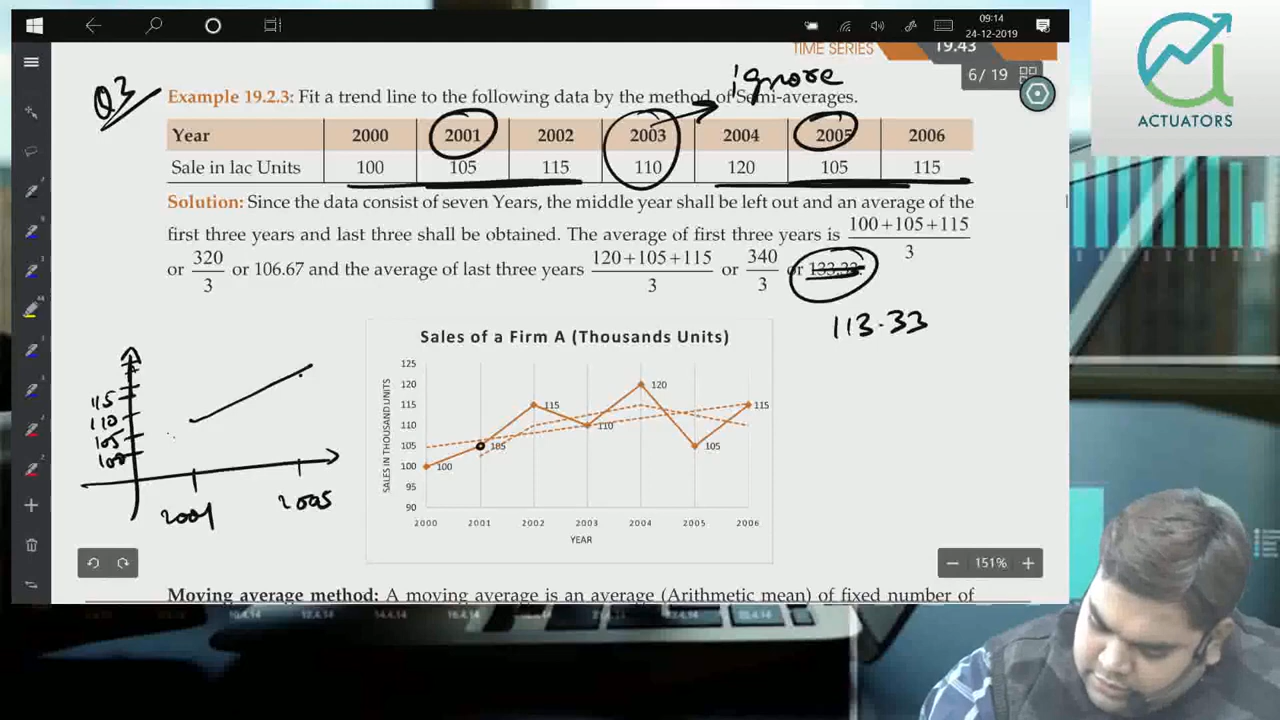 09:14
24-12-2019
TIME SERIES 19.43
6 / 19
ACTUATORS
Q3
ignore
Example 19.2.3: Fit a trend line to the following data by the method of Semi-averages.
Year 2000 2001 2002 2003 2004 2005 2006
Sale in lac Units 100 105 115 110 120 105 115
Solution: Since the data consist of seven Years, the middle year shall be left out and an average of the
first three years and last three shall be obtained. The average of first three years is 100+105+115
3
or 320 or 106.67 and the average of last three years 120+105+115 or 340 or 133.33.
3 3 3
113.33
115
110
105
100
2001 2005
Sales of a Firm A (Thousands Units)
SALES IN THOUSAND UNITS
125
120
115
110
105
100
95
90
100 105 115 110 120 105 115
2000 2001 2002 2003 2004 2005 2006
YEAR
151%
Moving average method: A moving average is an average (Arithmetic mean) of fixed number of